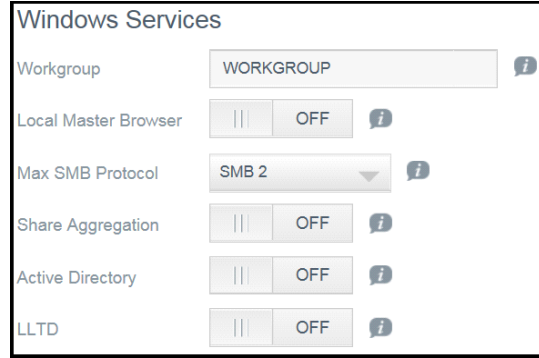 Windows Services
Workgroup WORKGROUP i
Local Master Browser OFF i
Max SMB Protocol SMB 2 i
Share Aggregation OFF i
Active Directory OFF i
LLTD OFF i